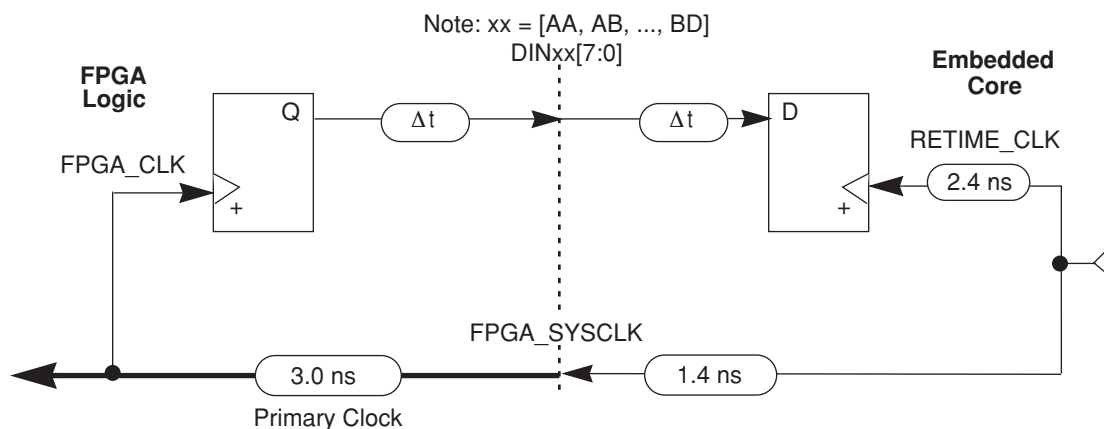 Note: xx = [AA, AB, ..., BD]
DINxx[7:0]
FPGA
Logic
Embedded
Core
Q
Δt
Δt
D
RETIME_CLK
FPGA_CLK
2.4 ns
+
+
FPGA_SYSCLK
3.0 ns
1.4 ns
Primary Clock